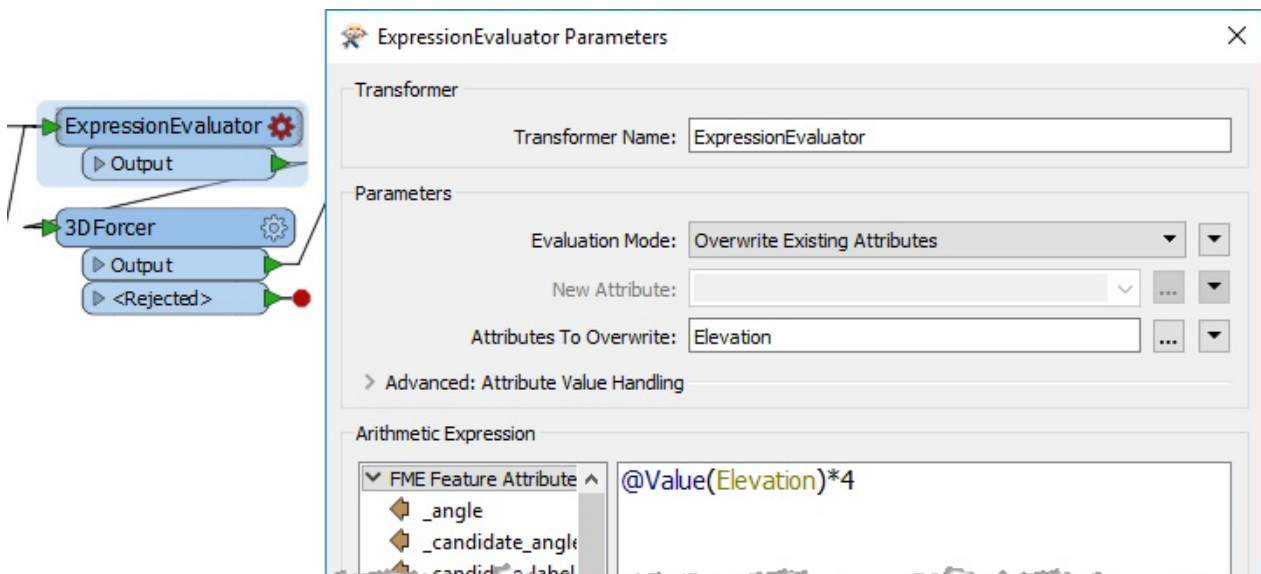 ExpressionEvaluator Parameters
Transformer
ExpressionEvaluator
Transformer Name: ExpressionEvaluator
Output
Parameters
3DForcer
Evaluation Mode: Overwrite Existing Attributes
Output
New Attribute: ...
<Rejected>
Attributes To Overwrite: Elevation ...
Advanced: Attribute Value Handling
Arithmetic Expression
FME Feature Attribute @Value(Elevation)*4
_angle
_candidate_angle